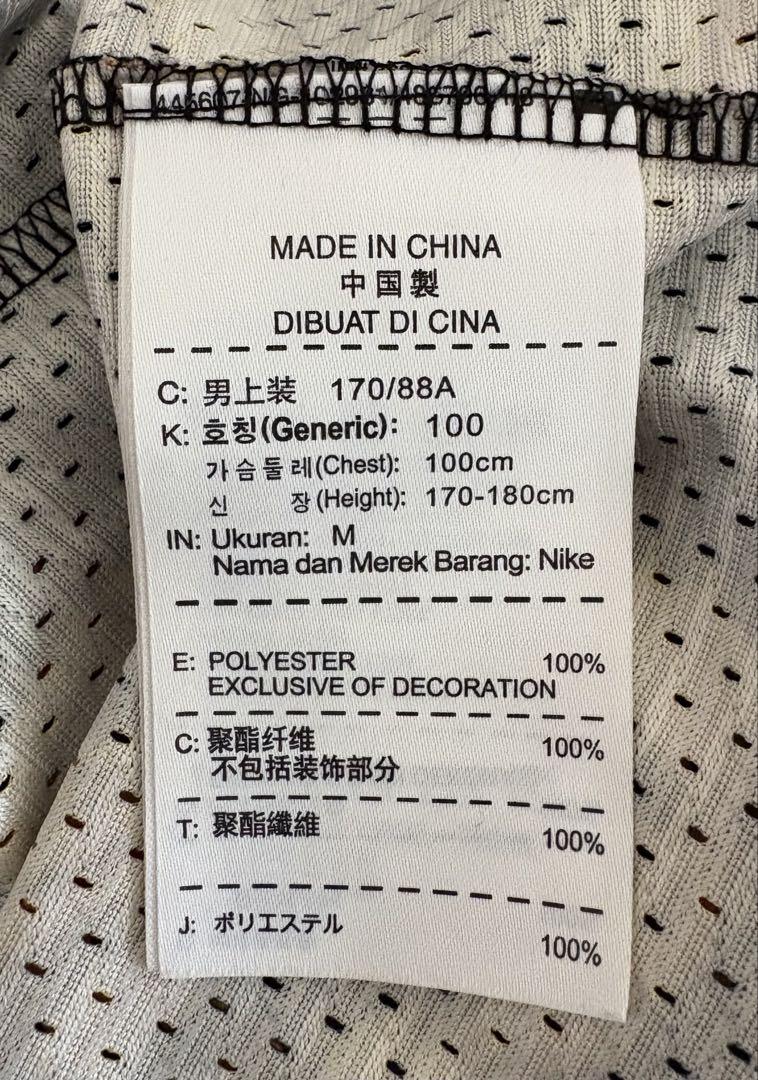 MADE IN CHINA
中国製
DIBUAT DI CINA
C: 男上装 170/88A
K: 호칭(Generic): 100
가슴둘레(Chest): 100cm
신 장(Height): 170-180cm
IN: Ukuran: M
Nama dan Merek Barang: Nike
E: POLYESTER 100%
EXCLUSIVE OF DECORATION
C: 聚酯纤维 100%
不包括装饰部分
T: 聚酯纖維 100%
J: ポリエステル 100%